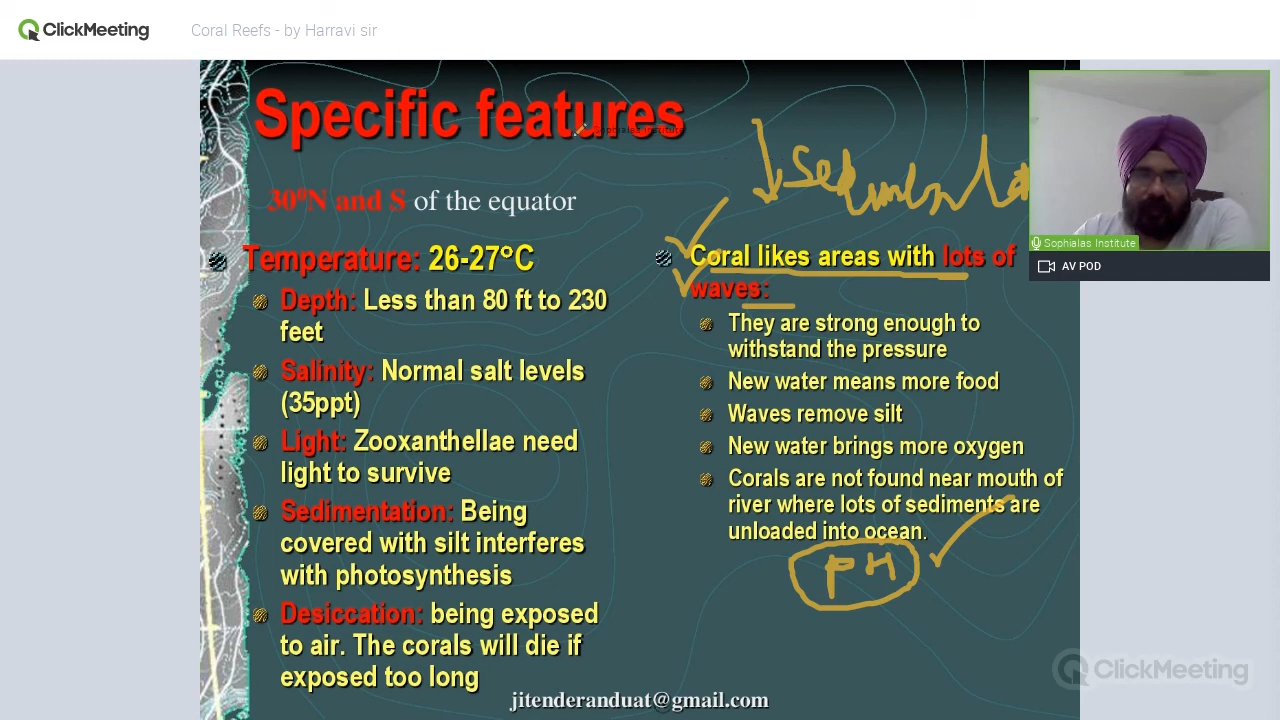 ClickMeeting
Coral Reefs - by Harravi sir
Specific features
Sophialas Institute
30⁰N and S of the equator
Temperature: 26-27°C
Depth: Less than 80 ft to 230
feet
Salinity: Normal salt levels
(35ppt)
Light: Zooxanthellae need
light to survive
Sedimentation: Being
covered with silt interferes
with photosynthesis
Desiccation: being exposed
to air. The corals will die if
exposed too long
Coral likes areas with lots of
waves:
They are strong enough to
withstand the pressure
New water means more food
Waves remove silt
New water brings more oxygen
Corals are not found near mouth of
river where lots of sediments are
unloaded into ocean.
PH
jitenderanduat@gmail.com
Sophialas Institute
AV POD
ClickMeeting